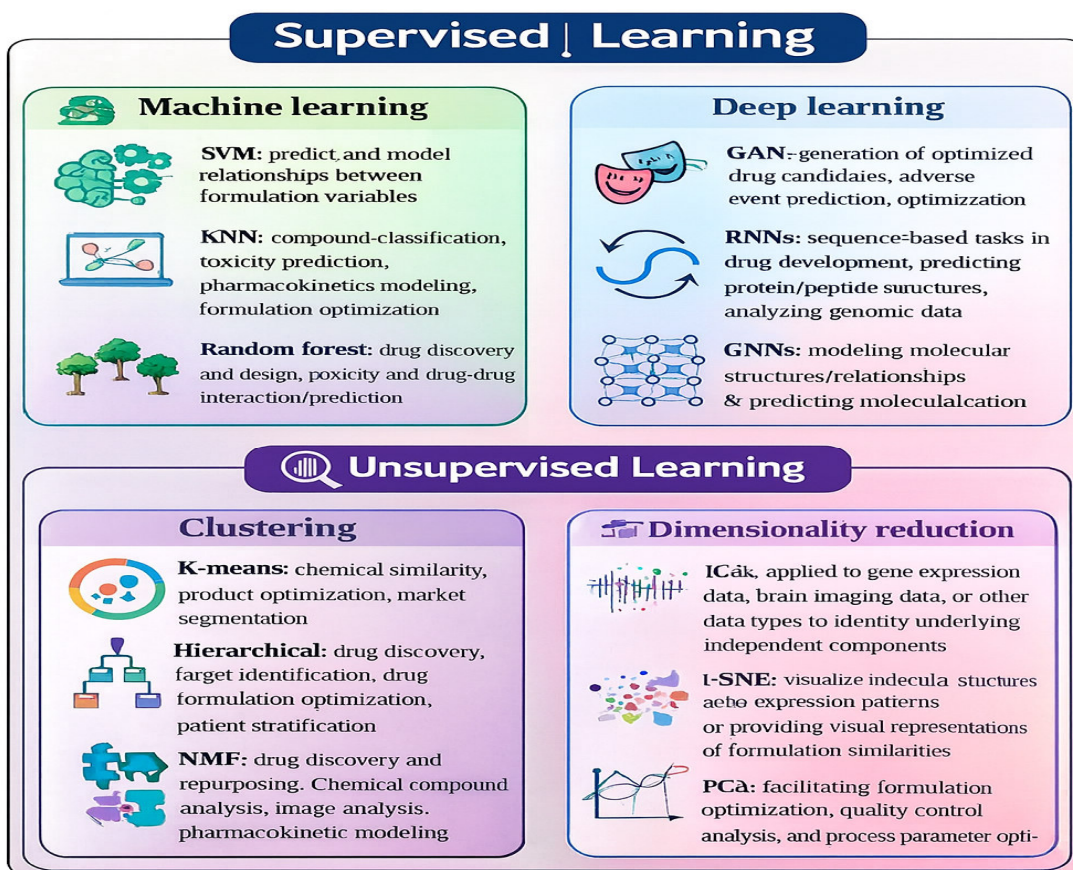 Supervised | Learning
Machine learning
SVM: predict, and model
relationships between
formulation variables
KNN: compound-classification,
toxicity prediction,
pharmacokinetics modeling,
formulation optimization
Random forest: drug discovery
and design, poxicity and drug-drug
interaction/prediction
Deep learning
GAN:-generation of optimized
drug candidaies, adverse
event prediction, optimizzation
RNNs: sequence-based tasks in
drug development, predicting
protein/peptide suructures,
analyzing genomic data
GNNs: modeling molecular
structures/relationships
& predicting moleculalcation
Unsupervised Learning
Clustering
K-means: chemical similarity,
product optimization, market
segmentation
Hierarchical: drug discovery,
farget identification, drug
formulation optimization,
patient stratification
NMF: drug discovery and
repurposing. Chemical compound
analysis, image analysis.
pharmacokinetic modeling
Dimensionality reduction
applied to gene expression
data, brain imaging data, or other
data types to identity underlying
independent components
I-SNE: visualize indecula stuctures
expression patterns
or providing visual representations
of formulation similarities
PCA: facilitating formulation
optimization, quality control
analysis, and process parameter opti-